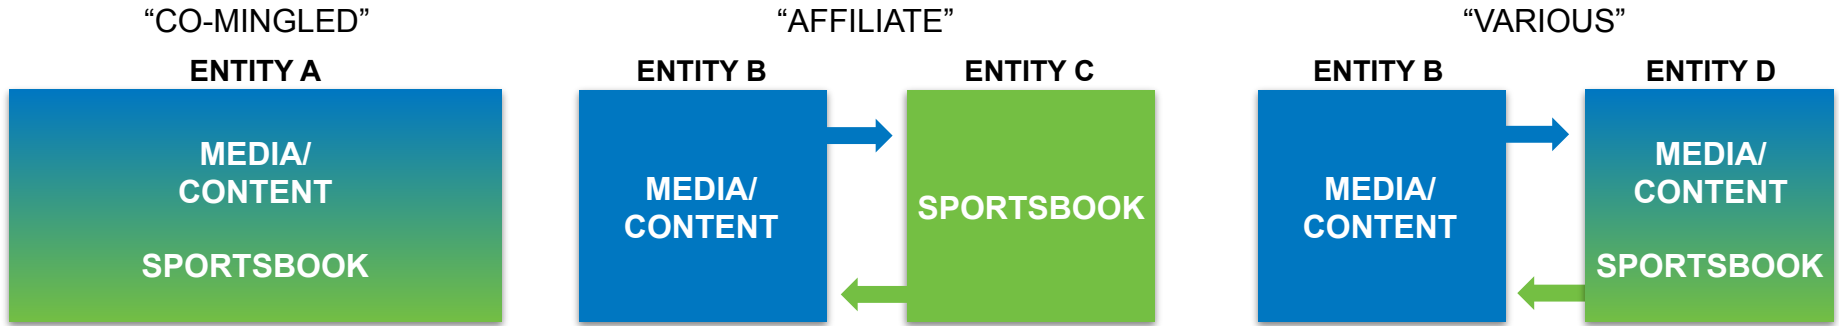 “CO-MINGLED”
ENTITY A
MEDIA/
CONTENT
SPORTSBOOK
“AFFILIATE”
ENTITY B
MEDIA/
CONTENT
ENTITY C
SPORTSBOOK
“VARIOUS”
ENTITY B
MEDIA/
CONTENT
ENTITY D
MEDIA/
CONTENT
SPORTSBOOK